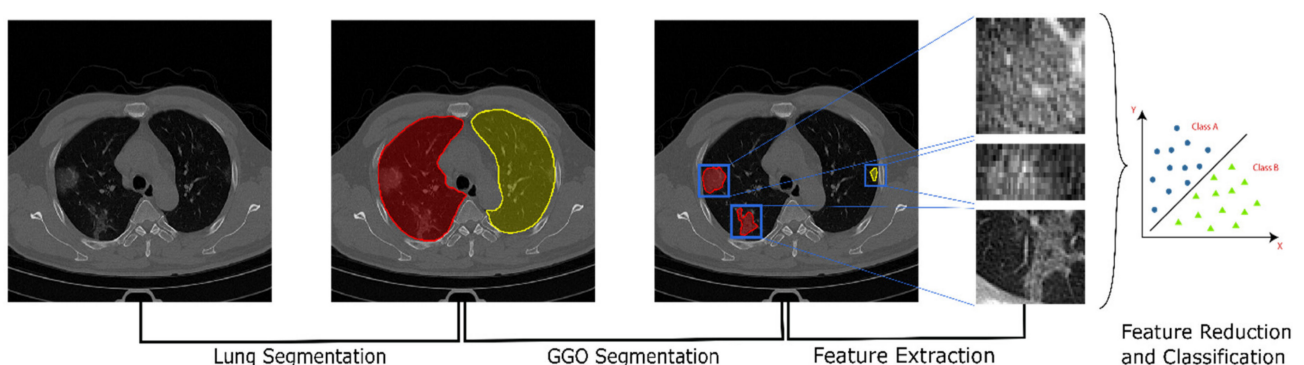 Y
Class A
Class B
X
Lung Segmentation
GGO Segmentation
Feature Extraction
Feature Reduction
and Classification